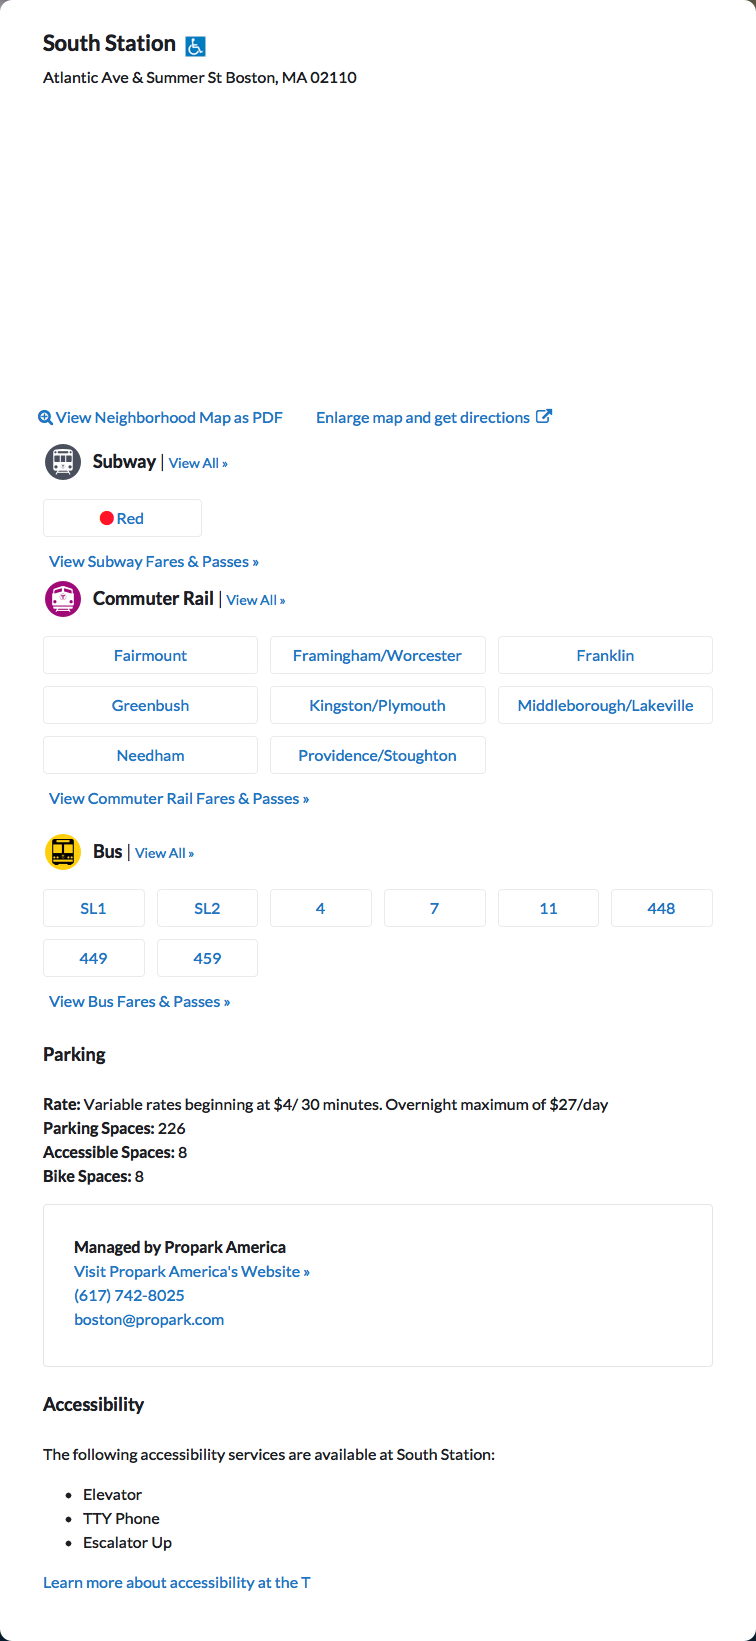 South Station
Atlantic Ave & Summer St Boston, MA 02110
View Neighborhood Map as PDF Enlarge map and get directions
Subway | View All »
Red
View Subway Fares & Passes »
Commuter Rail | View All »
Fairmount Framingham/Worcester Franklin
Greenbush Kingston/Plymouth Middleborough/Lakeville
Needham Providence/Stoughton
View Commuter Rail Fares & Passes »
Bus | View All »
SL1 SL2 4 7 11 448
449 459
View Bus Fares & Passes »
Parking
Rate: Variable rates beginning at $4/ 30 minutes. Overnight maximum of $27/day
Parking Spaces: 226
Accessible Spaces: 8
Bike Spaces: 8
Managed by Propark America
Visit Propark America's Website »
(617) 742-8025
boston@propark.com
Accessibility
The following accessibility services are available at South Station:
• Elevator
• TTY Phone
• Escalator Up
Learn more about accessibility at the T